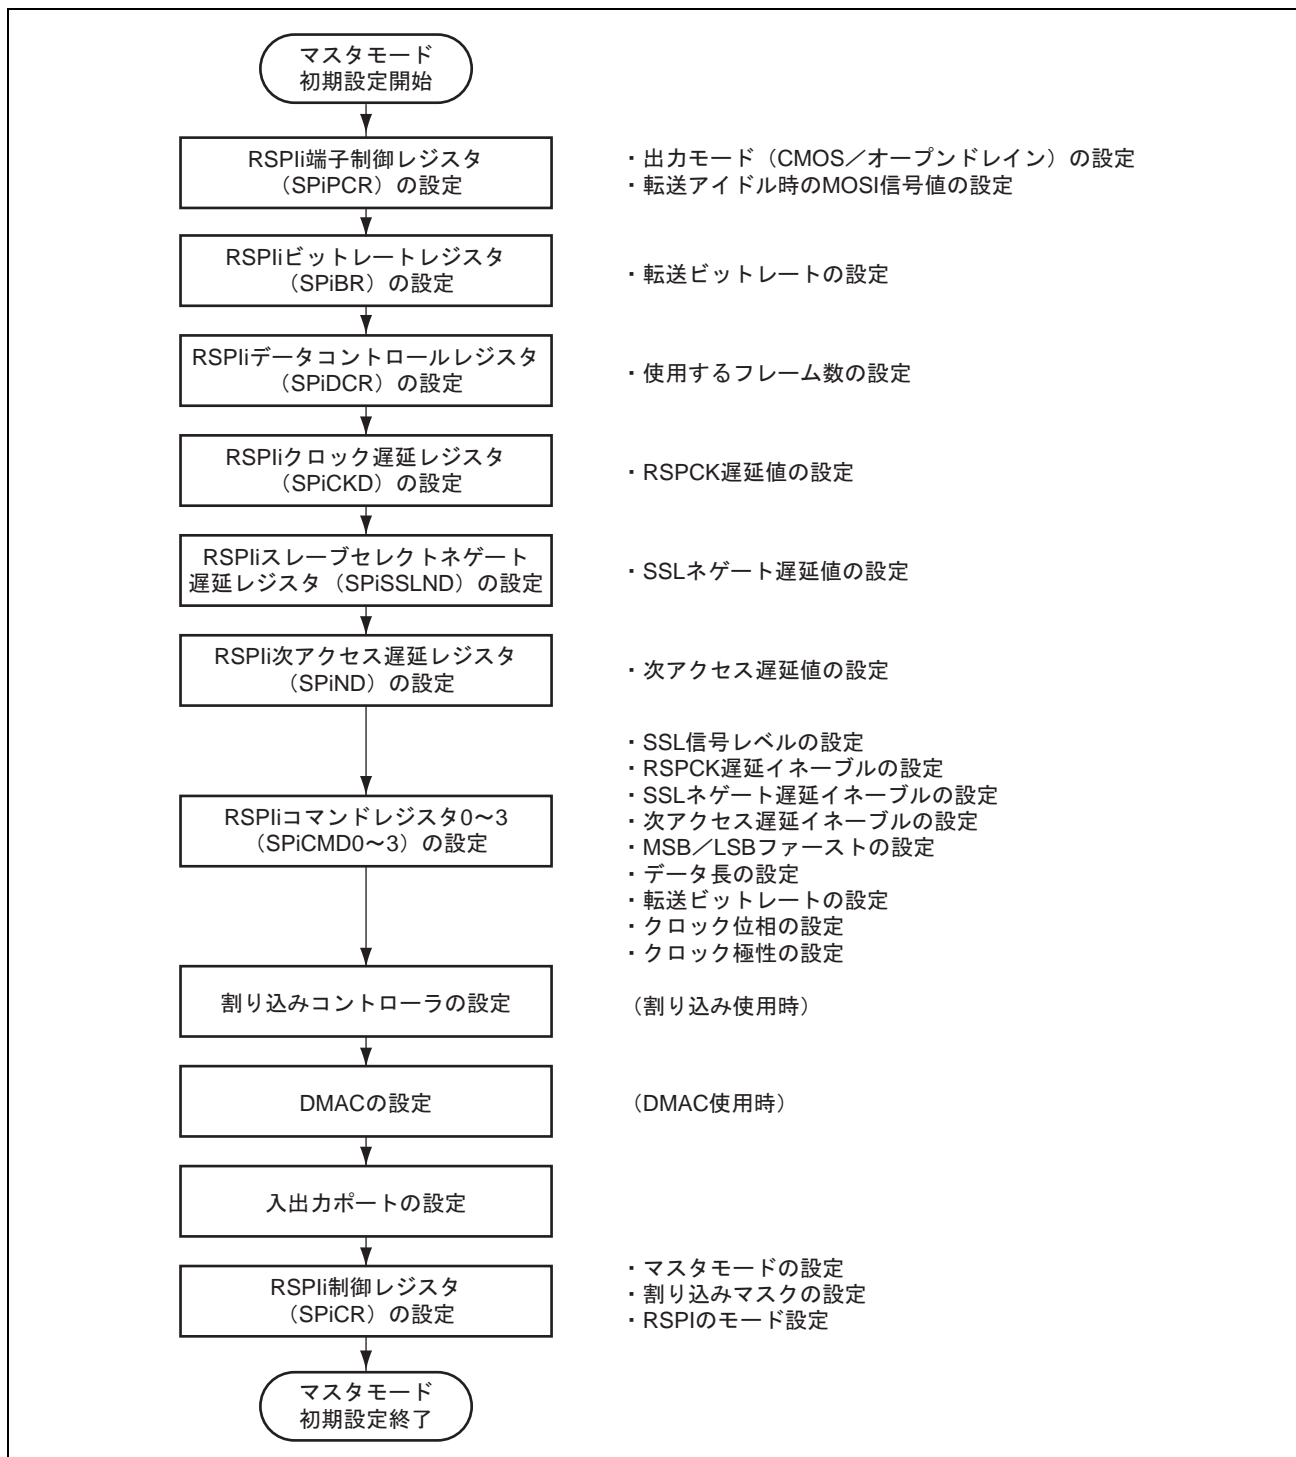 マスタモード
初期設定開始
RSPIi端子制御レジスタ
（SPiPCR）の設定
・出力モード（CMOS／オープンドレイン）の設定
・転送アイドル時のMOSI信号値の設定
RSPIiビットレートレジスタ
（SPiBR）の設定
・転送ビットレートの設定
RSPIiデータコントロールレジスタ
（SPiDCR）の設定
・使用するフレーム数の設定
RSPIiクロック遅延レジスタ
（SPiCKD）の設定
・RSPCK遅延値の設定
RSPIiスレーブセレクトネゲート
遅延レジスタ（SPiSSLND）の設定
・SSLネゲート遅延値の設定
RSPIi次アクセス遅延レジスタ
（SPiND）の設定
・次アクセス遅延値の設定
RSPIiコマンドレジスタ0～3
（SPiCMD0～3）の設定
・SSL信号レベルの設定
・RSPCK遅延イネーブルの設定
・SSLネゲート遅延イネーブルの設定
・次アクセス遅延イネーブルの設定
・MSB／LSBファーストの設定
・データ長の設定
・転送ビットレートの設定
・クロック位相の設定
・クロック極性の設定
割り込みコントローラの設定
（割り込み使用時）
DMACの設定
（DMAC使用時）
入出力ポートの設定
RSPIi制御レジスタ
（SPiCR）の設定
・マスタモードの設定
・割り込みマスクの設定
・RSPIのモード設定
マスタモード
初期設定終了